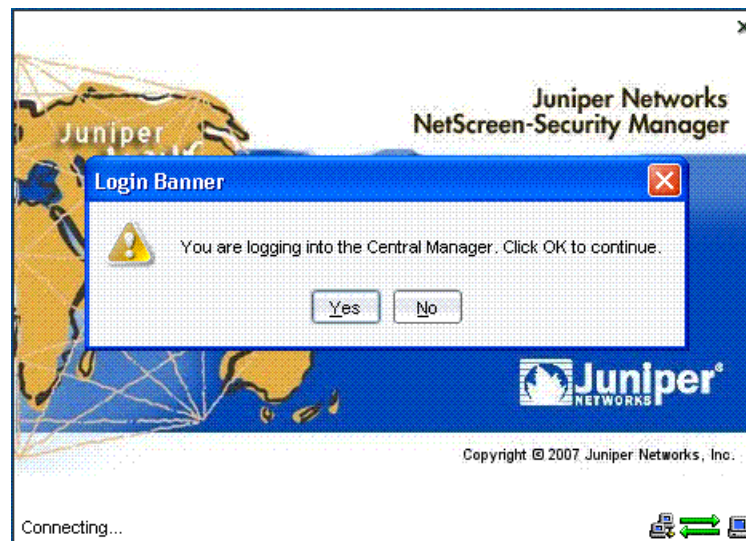 Juniper Networks
NetScreen-Security Manager
Juniper
Login Banner
You are logging into the Central Manager. Click OK to continue.
Yes
No
Juniper®
NETWORKS
Copyright © 2007 Juniper Networks, Inc.
Connecting...